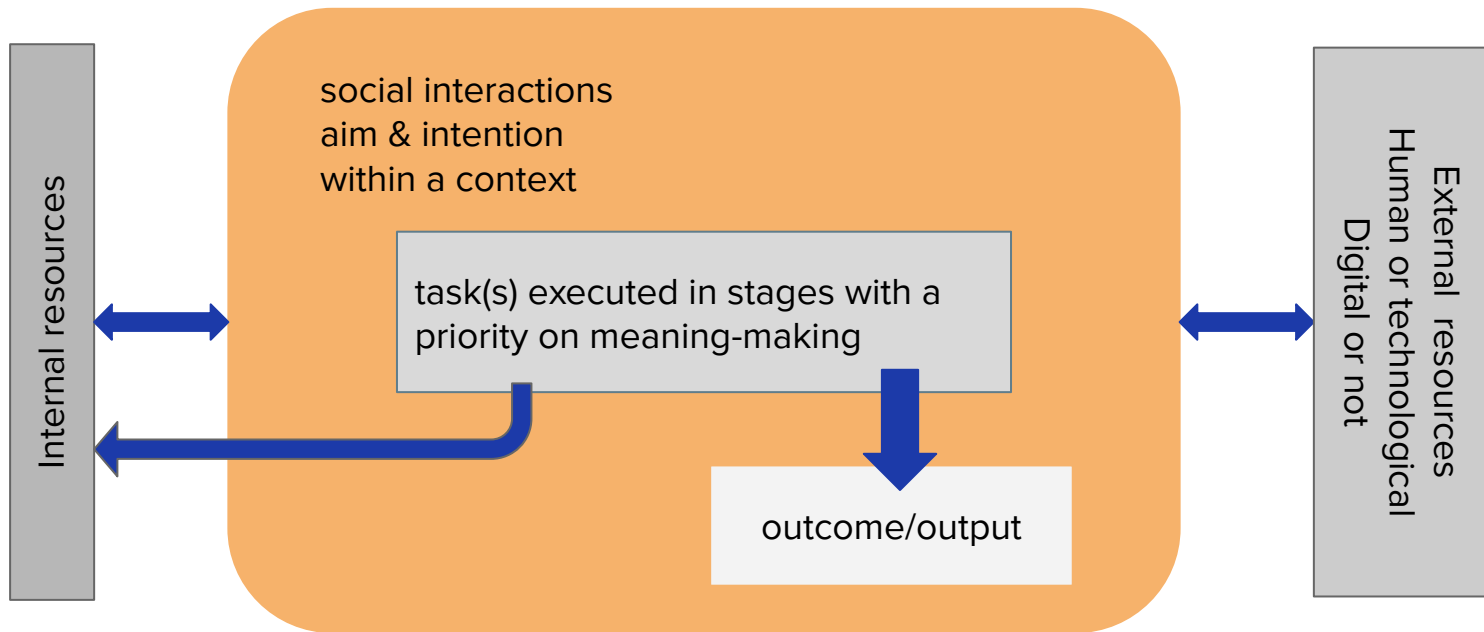 Internal resources
social interactions
aim & intention
within a context
task(s) executed in stages with a
priority on meaning-making
outcome/output
External resources
Human or technological
Digital or not